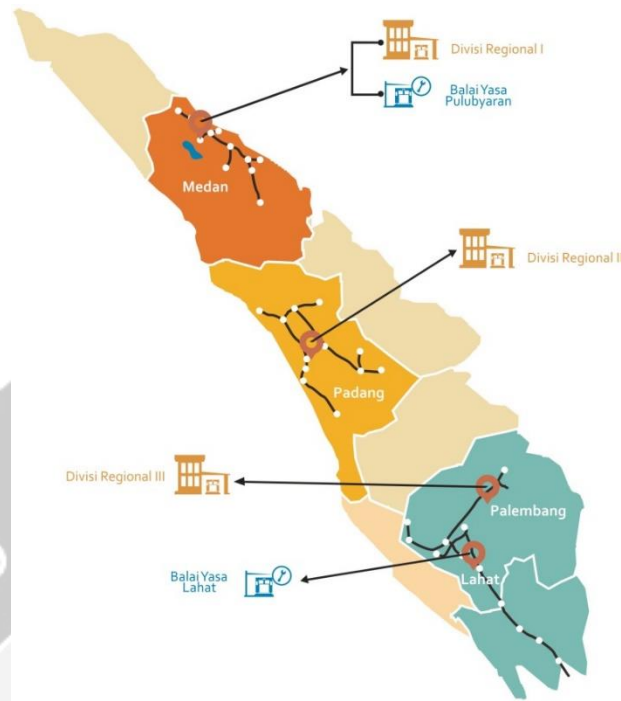 Divisi Regional I
Balai Yasa
Pulubyaran
Medan
Divisi Regional II
Padang
Divisi Regional III
Palembang
Balai Yasa
Lahat
Lahat